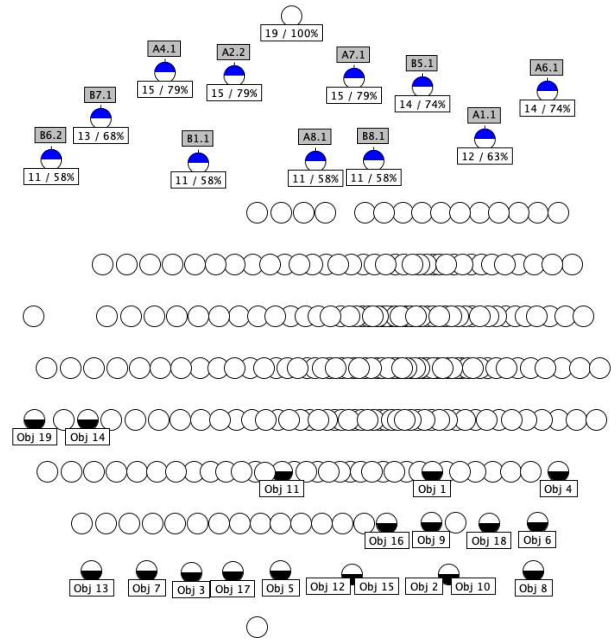 19 / 100%
A4.1
15 / 79%
A2.2
15 / 79%
A7.1
15 / 79%
B5.1
14 / 74%
A6.1
14 / 74%
B7.1
13 / 68%
A1.1
12 / 63%
B6.2
11 / 58%
B1.1
11 / 58%
A8.1
11 / 58%
B8.1
11 / 58%
Obj 19
Obj 14
Obj 11
Obj 1
Obj 4
Obj 16
Obj 9
Obj 18
Obj 6
Obj 13
Obj 7
Obj 3
Obj 17
Obj 5
Obj 12
Obj 15
Obj 2
Obj 10
Obj 8